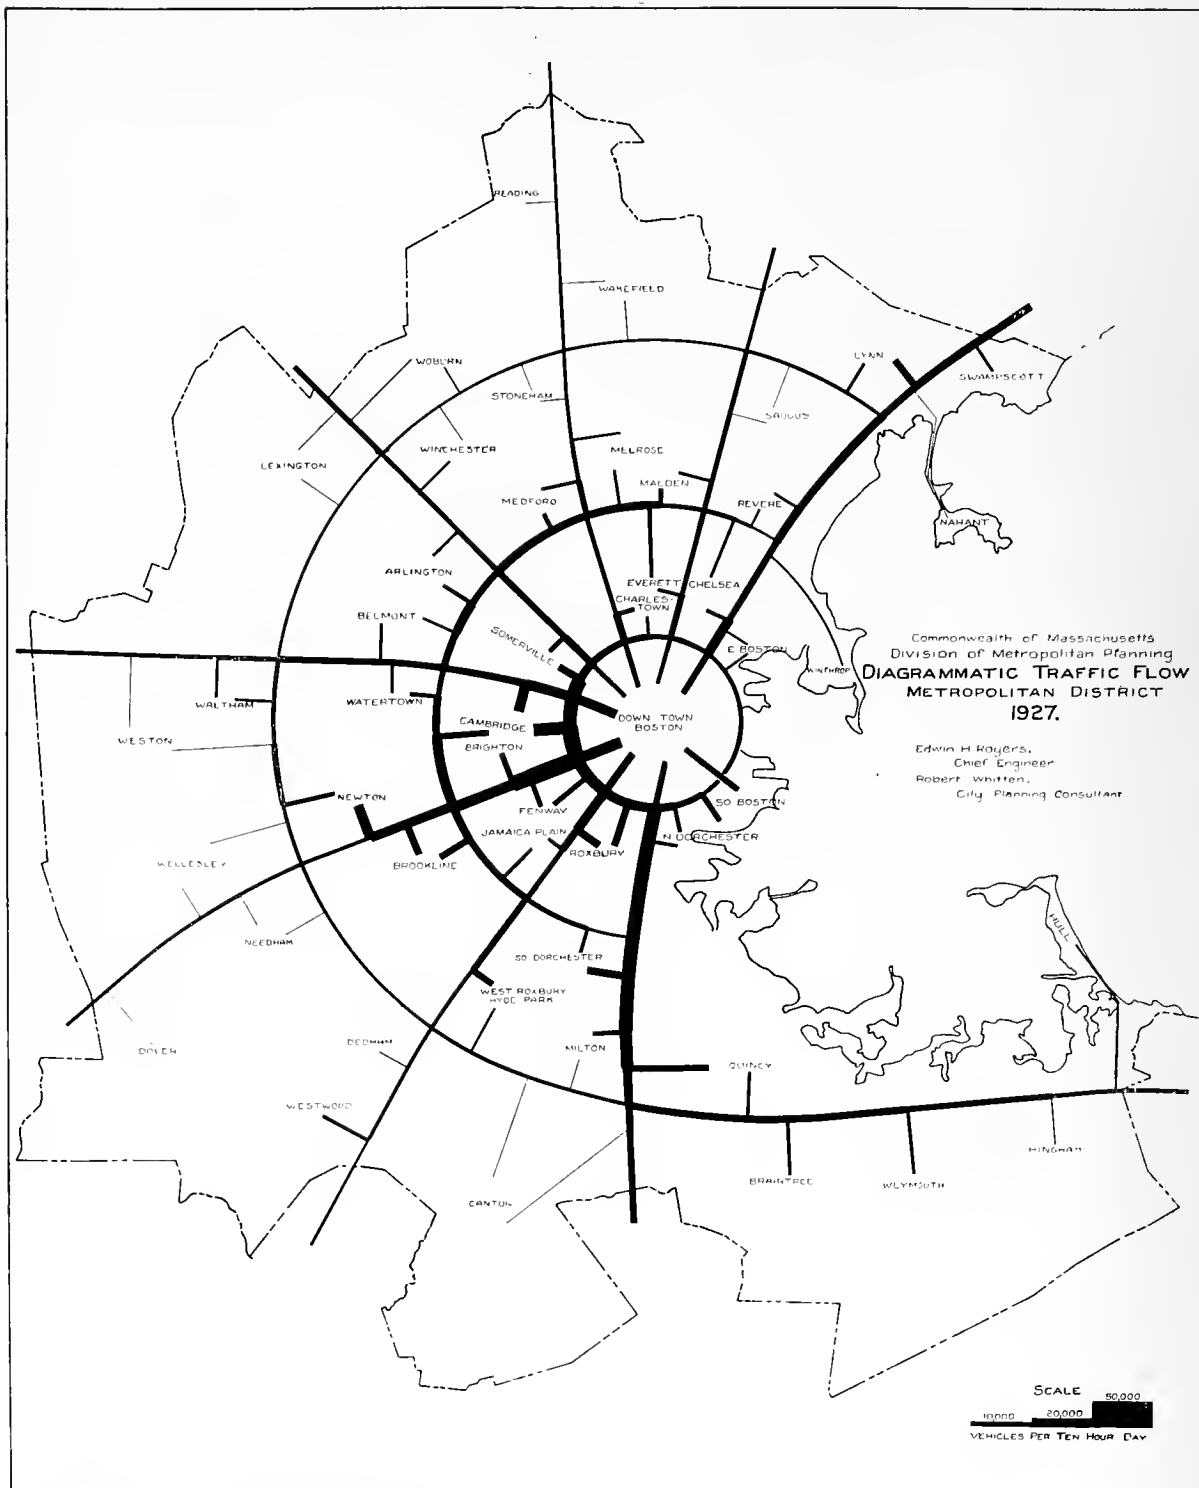 READING
WAKEFIELD
WOBURN
LYNN
SWAMPSCOTT
STONEHAM
SAUGUS
WINCHESTER
MELROSE
LEXINGTON
MALDEN
MEDFORD
REVERE
NAHANT
ARLINGTON
EVERETT
CHELSEA
CHARLES-
TOWN
BELMONT
SOMERVILLE
E BOSTON
WINTHROP
Commonwealth of Massachusetts
Division of Metropolitan Planning
DIAGRAMMATIC TRAFFIC FLOW
METROPOLITAN DISTRICT
1927.
WALTHAM
WATERTOWN
DOWN TOWN
BOSTON
CAMBRIDGE
WESTON
BRIGHTON
Edwin H Rogers,
Chief Engineer
Robert Whitten,
City Planning Consultant
NEWTON
FENWAY
SO BOSTON
JAMAICA PLAIN
N DORCHESTER
ROXBURY
BROOKLINE
WELLESLEY
HULL
NEEDHAM
SO DORCHESTER
WEST ROXBURY
HYDE PARK
DEDHAM
MILTON
DOVER
QUINCY
WESTWOOD
HINGHAM
BRAINTREE
WEYMOUTH
CANTON
SCALE
50,000
10,000
20,000
VEHICLES PER TEN HOUR DAY